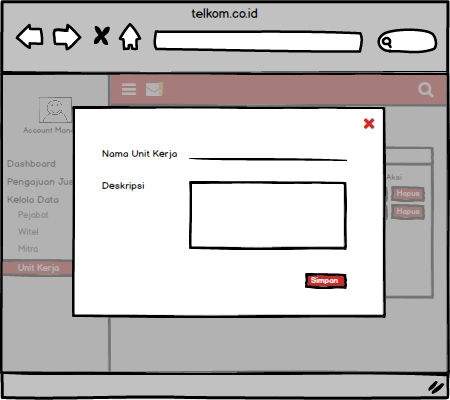 telkom.co.id
Account Mana
Dashboard
Pengajuan Jus
Kelola Data
Pejabat
Witel
Mitra
Unit Kerja
Nama Unit Kerja
Deskripsi
Simpan
Aksi
Hapus
Hapus